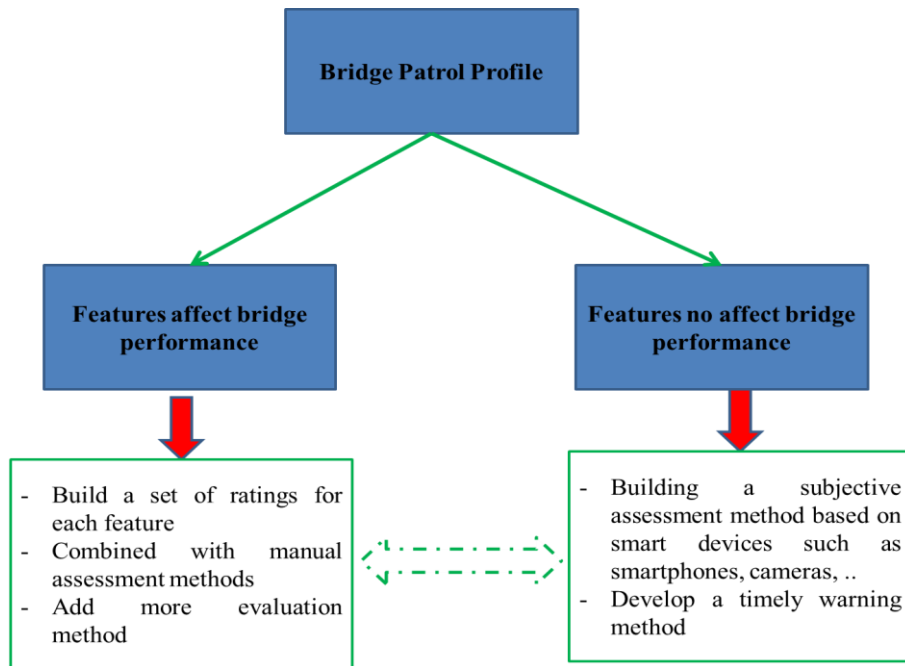 Bridge Patrol Profile
Features affect bridge
performance
Features no affect bridge
performance
- Build a set of ratings for
each feature
- Combined with manual
assessment methods
- Add more evaluation
method
- Building a subjective
assessment method based on
smart devices such as
smartphones, cameras, ..
- Develop a timely warning
method